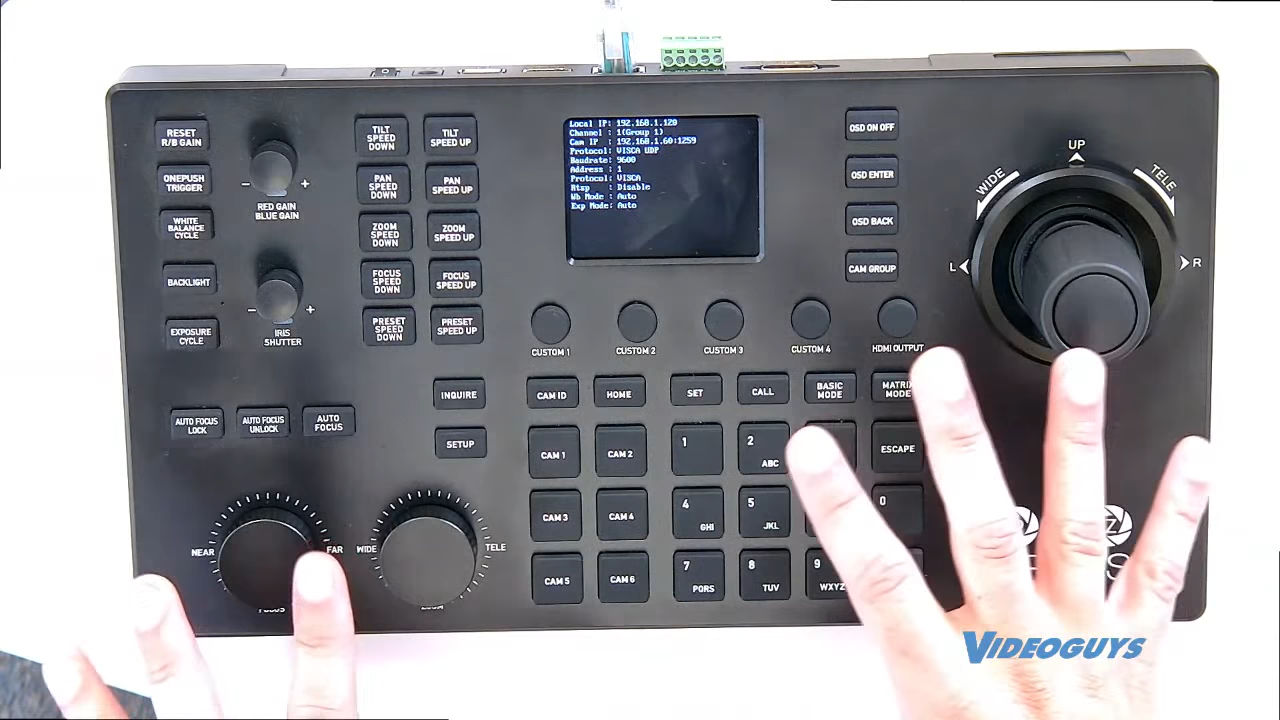 RESET
R/B GAIN
ONEPUSH
TRIGGER
WHITE
BALANCE
CYCLE
BACKLIGHT
EXPOSURE
CYCLE
- +
RED GAIN
BLUE GAIN
- +
IRIS
SHUTTER
TILT
SPEED
DOWN
TILT
SPEED UP
PAN
SPEED
DOWN
PAN
SPEED UP
ZOOM
SPEED
DOWN
ZOOM
SPEED UP
FOCUS
SPEED
DOWN
FOCUS
SPEED UP
PRESET
SPEED
DOWN
PRESET
SPEED UP
Local IP: 192.168.1.120
Channel : 1(Group 1)
Cam IP : 192.168.1.60:1259
Protocol: VISCA UDP
Baudrate: 9600
Address : 1
Protocol: VISCA
Rtsp : Disable
Wb Mode : Auto
Exp Mode: Auto
OSD ON OFF
OSD ENTER
OSD BACK
CAM GROUP
UP
WIDE
TELE
L
R
CUSTOM 1
CUSTOM 2
CUSTOM 3
CUSTOM 4
HDMI OUTPUT
AUTO FOCUS
LOCK
AUTO FOCUS
UNLOCK
AUTO
FOCUS
INQUIRE
SETUP
CAM ID
HOME
SET
CALL
BASIC
MODE
MATRIX
MODE
CAM 1
CAM 2
1
2
ABC
ESCAPE
CAM 3
CAM 4
4
GHI
5
JKL
0
CAM 5
CAM 6
7
PQRS
8
TUV
9
WXYZ
NEAR
FAR
FOCUS
WIDE
TELE
ZOOM
VIDEOGUYS